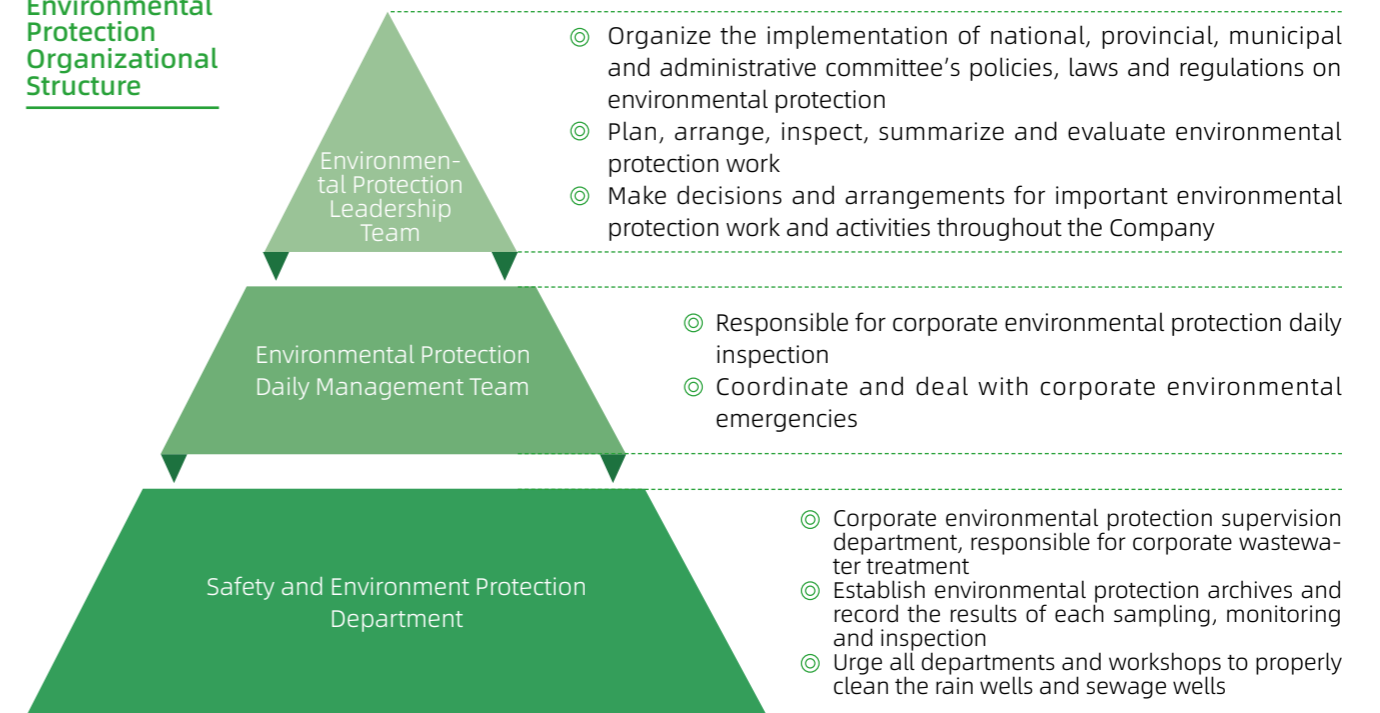 Environmental
Protection
Organizational
Structure
Environmen-
tal Protection
Leadership
Team
◎ Organize the implementation of national, provincial, municipal
and administrative committee’s policies, laws and regulations on
environmental protection
◎ Plan, arrange, inspect, summarize and evaluate environmental
protection work
◎ Make decisions and arrangements for important environmental
protection work and activities throughout the Company
Environmental Protection
Daily Management Team
◎ Responsible for corporate environmental protection daily
inspection
◎ Coordinate and deal with corporate environmental
emergencies
Safety and Environment Protection
Department
◎ Corporate environmental protection supervision
department, responsible for corporate wastewa-
ter treatment
◎ Establish environmental protection archives and
record the results of each sampling, monitoring
and inspection
◎ Urge all departments and workshops to properly
clean the rain wells and sewage wells